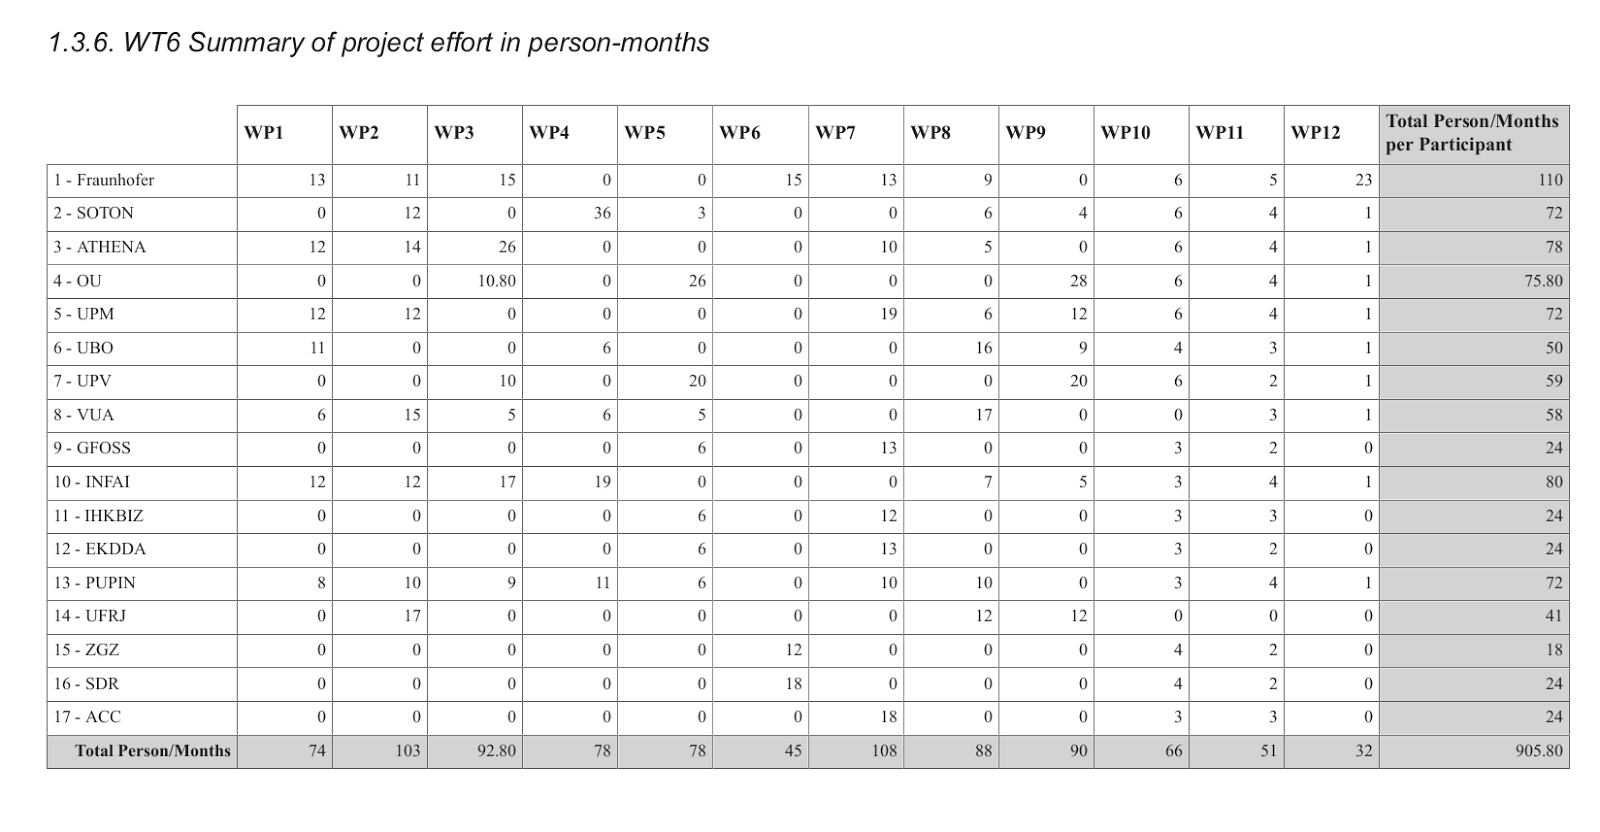 1.3.6. WT6 Summary of project effort in person-months
WP1 WP2 WP3 WP4 WP5 WP6 WP7 WP8 WP9 WP10 WP11 WP12 Total Person/Months per Participant
1 - Fraunhofer 13 11 15 0 0 15 13 9 0 6 5 23 110
2 - SOTON 0 12 0 36 3 0 0 6 4 6 4 1 72
3 - ATHENA 12 14 26 0 0 0 10 5 0 6 4 1 78
4 - OU 0 0 10.80 0 26 0 0 0 28 6 4 1 75.80
5 - UPM 12 12 0 0 0 0 19 6 12 6 4 1 72
6 - UBO 11 0 0 6 0 0 0 16 9 4 3 1 50
7 - UPV 0 0 10 0 20 0 0 0 20 6 2 1 59
8 - VUA 6 15 5 6 5 0 0 17 0 0 3 1 58
9 - GFOSS 0 0 0 0 6 0 13 0 0 3 2 0 24
10 - INFAI 12 12 17 19 0 0 0 7 5 3 4 1 80
11 - IHKBIZ 0 0 0 0 6 0 12 0 0 3 3 0 24
12 - EKDDA 0 0 0 0 6 0 13 0 0 3 2 0 24
13 - PUPIN 8 10 9 11 6 0 10 10 0 3 4 1 72
14 - UFRJ 0 17 0 0 0 0 0 12 12 0 0 0 41
15 - ZGZ 0 0 0 0 0 12 0 0 0 4 2 0 18
16 - SDR 0 0 0 0 0 18 0 0 0 4 2 0 24
17 - ACC 0 0 0 0 0 0 18 0 0 3 3 0 24
Total Person/Months 74 103 92.80 78 78 45 108 88 90 66 51 32 905.80